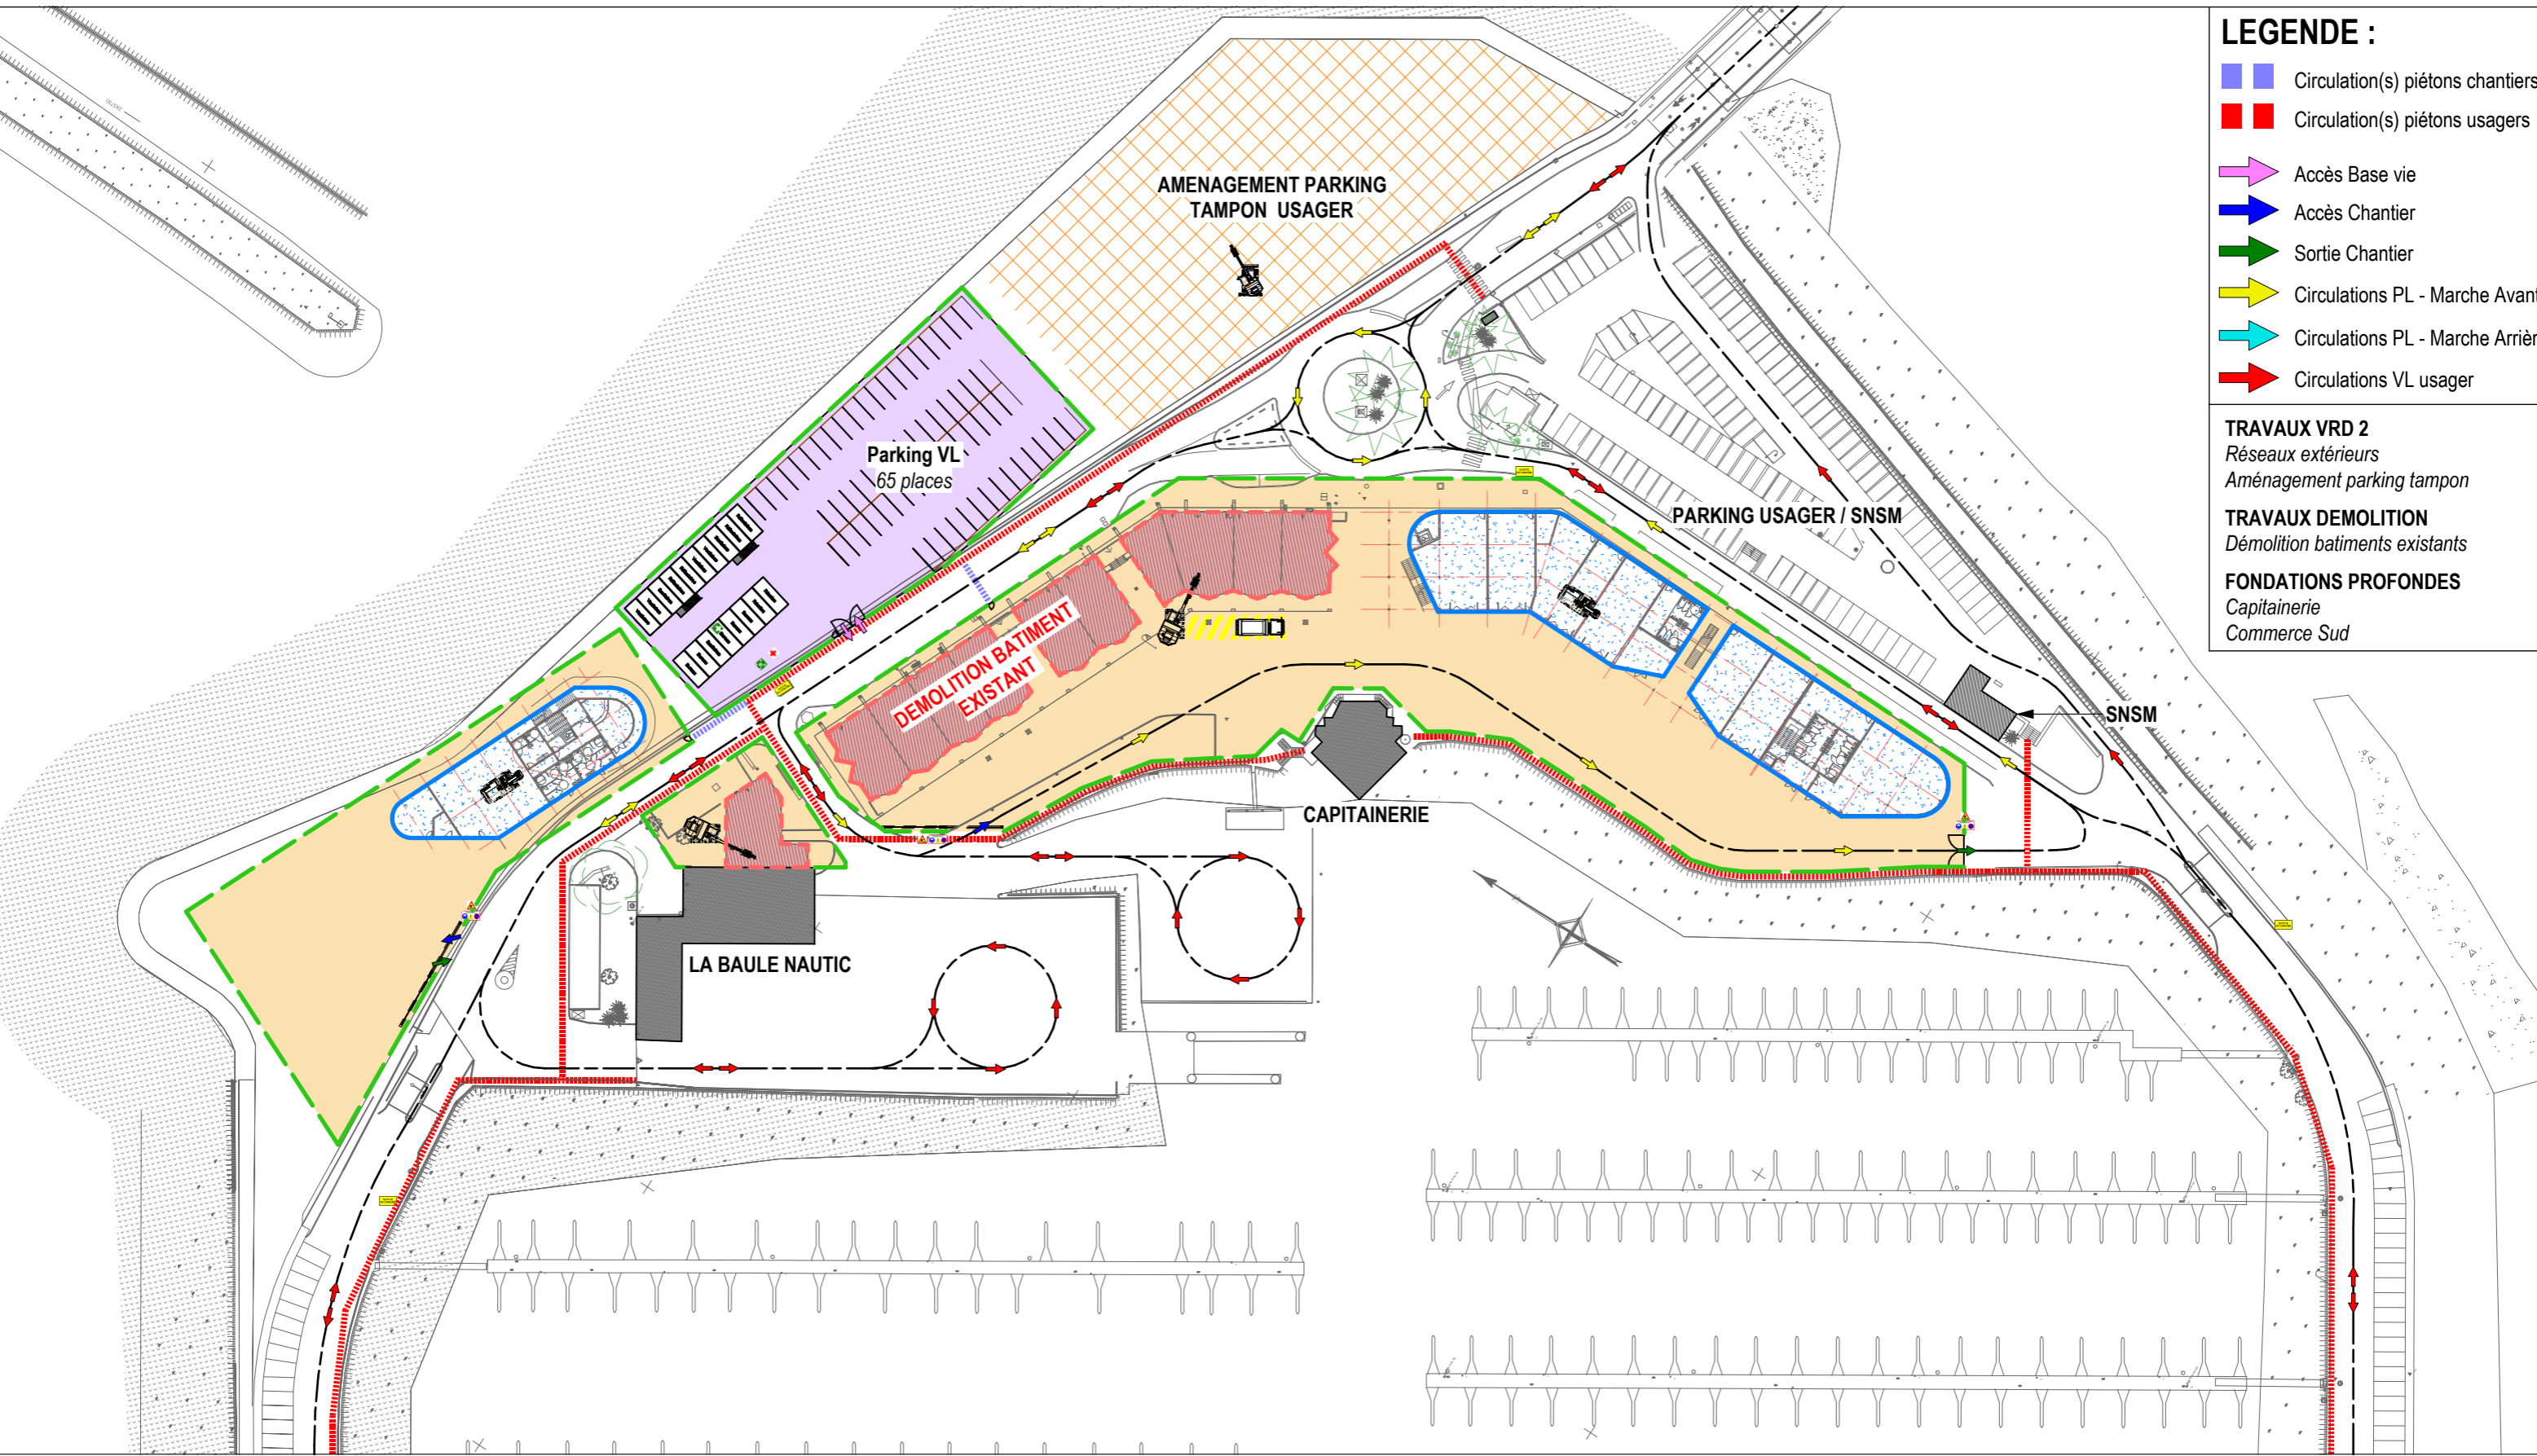 LEGENDE :
Circulation(s) piétons chantiers
Circulation(s) piétons usagers
Accès Base vie
Accès Chantier
Sortie Chantier
Circulations PL - Marche Avant
Circulations PL - Marche Arrièr
Circulations VL usager
TRAVAUX VRD 2
Réseaux extérieurs
Aménagement parking tampon
TRAVAUX DEMOLITION
Démolition batiments existants
FONDATIONS PROFONDES
Capitainerie
Commerce Sud
AMENAGEMENT PARKING
TAMPON USAGER
Parking VL
65 places
PARKING USAGER / SNSM
DEMOLITION BATIMENT
EXISTANT
SNSM
CAPITAINERIE
LA BAULE NAUTIC